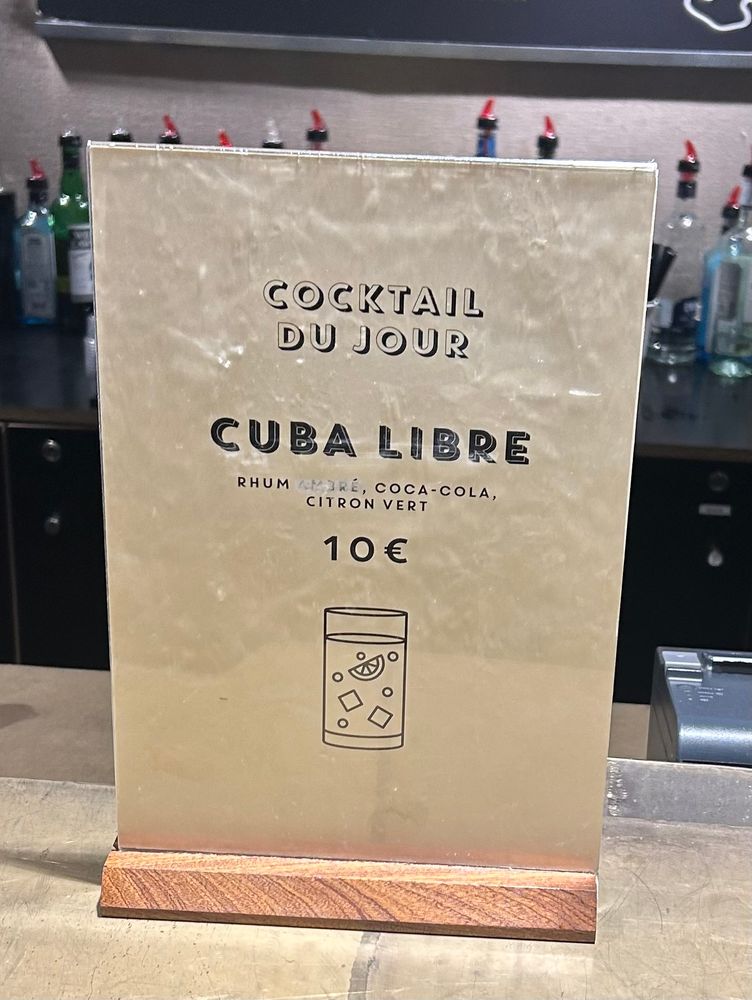 COCKTAIL
DU JOUR
CUBA LIBRE
RHUM AMBRÉ, COCA-COLA,
CITRON VERT
10€